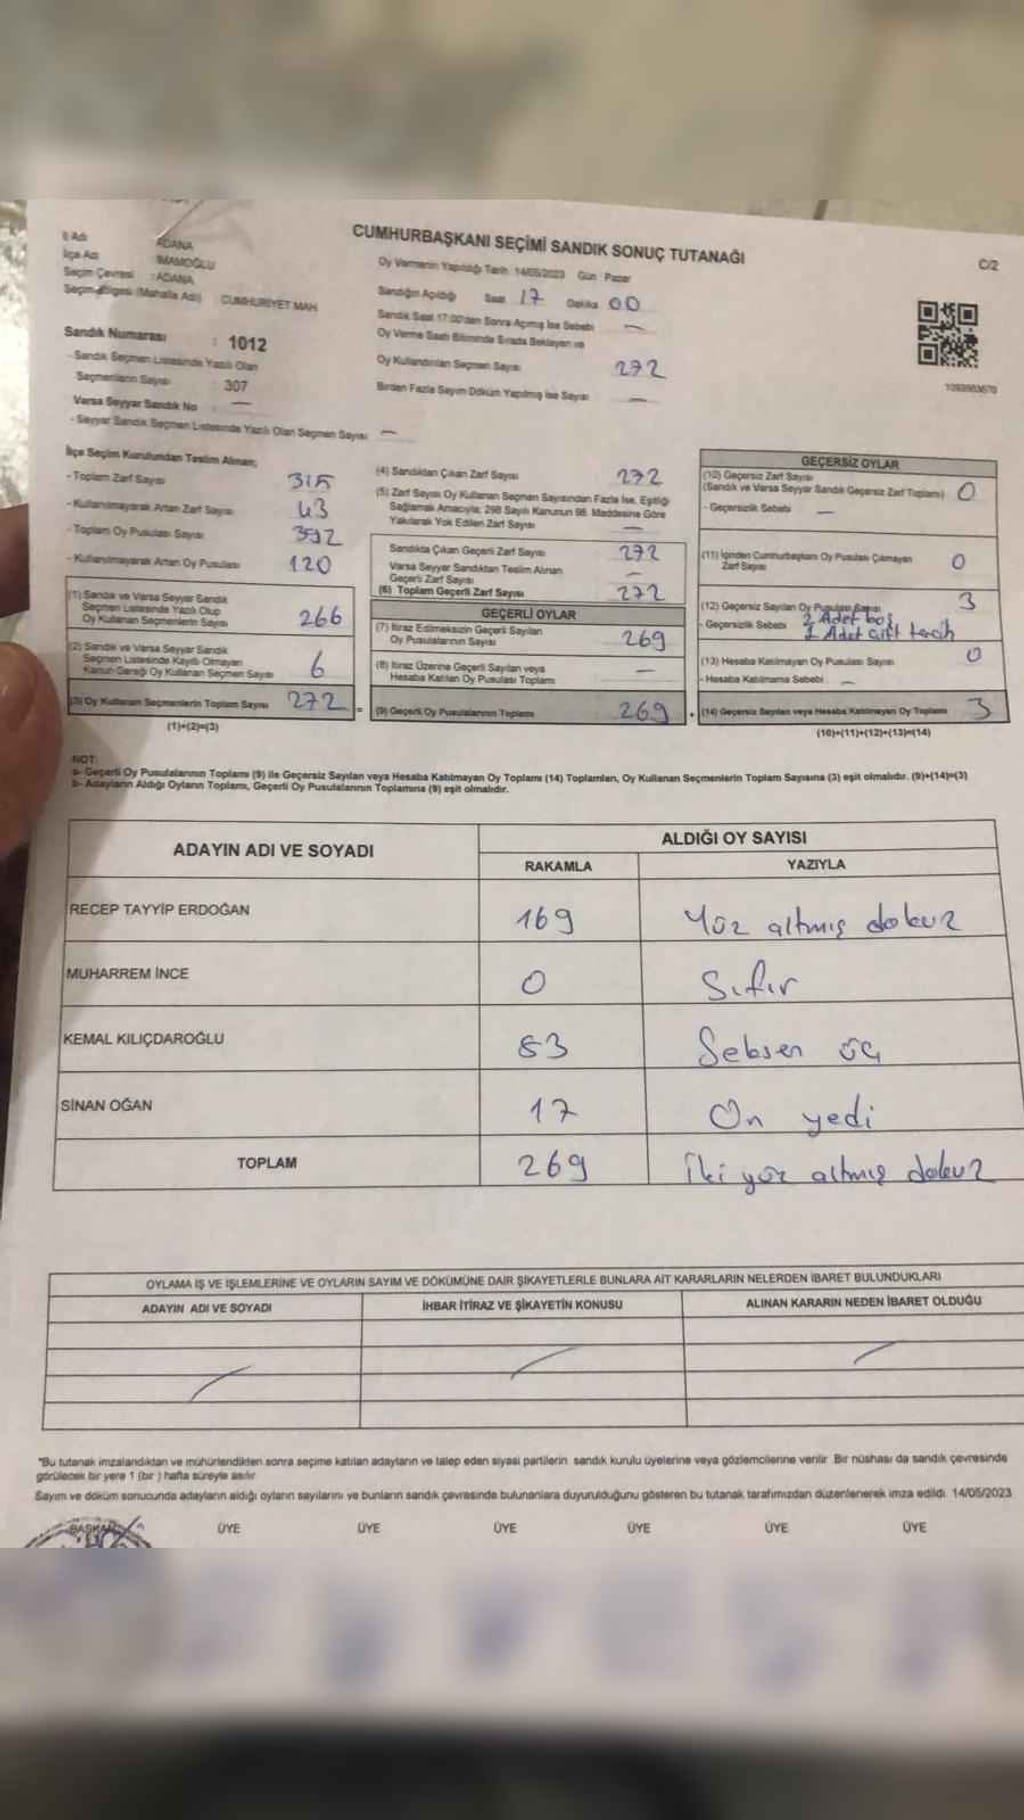 CUMHURBAŞKANI SEÇİMİ SANDIK SONUÇ TUTANAĞI
C/2
İl Adı ADANA
İlçe Adı İMAMOĞLU
Seçim Çevresi : ADANA
Seçim Bölgesi (Mahalle Adı) CUMHURİYET MAH
Sandık Numarası : 1012
- Sandık Seçmen Listesinde Yazılı Olan
Seçmenlerin Sayısı : 307
Varsa Seyyar Sandık No —
- Seyyar Sandık Seçmen Listesinde Yazılı Olan Seçmen Sayısı —
Oy Vermenin Yapıldığı Tarih 14/05/2023 Gün Pazar
Sandığın Açıldığı Saat 17 Dakika 00
Sandık Saat 17:00'den Sonra Açılmış İse Sebebi —
Oy Verme Saati Bitiminde Sırada Bekleyen ve
Oy Kullandırılan Seçmen Sayısı 272
Birden Fazla Sayım Döküm Yapılmış İse Sayısı —
İlçe Seçim Kurulundan Teslim Alınan;
- Toplam Zarf Sayısı 315
- Kullanılmayarak Artan Zarf Sayısı 43
- Toplam Oy Pusulası Sayısı 392
- Kullanılmayarak Artan Oy Pusulası 120
(1) Sandık ve Varsa Seyyar Sandık
Seçmen Listesinde Yazılı Olup
Oy Kullanan Seçmenlerin Sayısı 266
(2) Sandık ve Varsa Seyyar Sandık
Seçmen Listesinde Kayıtlı Olmayan
Kanun Gereği Oy Kullanan Seçmen Sayısı 6
(3) Oy Kullanan Seçmenlerin Toplam Sayısı 272 =
(1)+(2)=(3)
(4) Sandıktan Çıkan Zarf Sayısı 272
(5) Zarf Sayısı Oy Kullanan Seçmen Sayısından Fazla İse, Eşitliği
Sağlamak Amacıyla; 298 Sayılı Kanunun 98. Maddesine Göre
Yakılarak Yok Edilen Zarf Sayısı —
Sandıkta Çıkan Geçerli Zarf Sayısı 272
Varsa Seyyar Sandıktan Teslim Alınan
Geçerli Zarf Sayısı —
(6) Toplam Geçerli Zarf Sayısı 272
GEÇERLİ OYLAR
(7) İtiraz Edilmeksizin Geçerli Sayılan
Oy Pusulalarının Sayısı 269
(8) İtiraz Üzerine Geçerli Sayılan veya
Hesaba Katılan Oy Pusulası Toplamı —
(9) Geçerli Oy Pusulalarının Toplamı 269 +
GEÇERSİZ OYLAR
(10) Geçersiz Zarf Sayısı
(Sandık ve Varsa Seyyar Sandık Geçersiz Zarf Toplamı) 0
- Geçersizlik Sebebi —
(11) İçinden Cumhurbaşkanı Oy Pusulası Çıkmayan
Zarf Sayısı 0
(12) Geçersiz Sayılan Oy Pusulası Sayısı 3
- Geçersizlik Sebebi 2 Adet boş
1 Adet çift tercih
(13) Hesaba Katılmayan Oy Pusulası Sayısı 0
- Hesaba Katılmama Sebebi —
(14) Geçersiz Sayılan veya Hesaba Katılmayan Oy Toplamı 3
(10)+(11)+(12)+(13)=(14)
NOT:
a- Geçerli Oy Pusulalarının Toplamı (9) ile Geçersiz Sayılan veya Hesaba Katılmayan Oy Toplamı (14) Toplamları, Oy Kullanan Seçmenlerin Toplam Sayısına (3) eşit olmalıdır. (9)+(14)=(3)
b- Adayların Aldığı Oyların Toplamı, Geçerli Oy Pusulalarının Toplamına (9) eşit olmalıdır.
ADAYIN ADI VE SOYADI ALDIĞI OY SAYISI
RAKAMLA YAZIYLA
RECEP TAYYİP ERDOĞAN 169 Yüz altmış dokuz
MUHARREM İNCE 0 Sıfır
KEMAL KILIÇDAROĞLU 83 Seksen üç
SİNAN OĞAN 17 On yedi
TOPLAM 269 İki yüz altmış dokuz
OYLAMA İŞ VE İŞLEMLERİNE VE OYLARIN SAYIM VE DÖKÜMÜNE DAİR ŞİKAYETLERLE BUNLARA AİT KARARLARIN NELERDEN İBARET BULUNDUKLARI
ADAYIN ADI VE SOYADI İHBAR İTİRAZ VE ŞİKAYETİN KONUSU ALINAN KARARIN NEDEN İBARET OLDUĞU
*Bu tutanak imzalandıktan ve mühürlendikten sonra seçime katılan adayların ve talep eden siyasi partilerin sandık kurulu üyelerine veya gözlemcilerine verilir. Bir nüshası da sandık çevresinde
görülecek bir yere 1 (bir ) hafta süreyle asılır
Sayım ve döküm sonucunda adayların aldığı oyların sayılarını ve bunların sandık çevresinde bulunanlara duyurulduğunu gösteren bu tutanak tarafımızdan düzenlenerek imza edildi. 14/05/2023
BAŞKAN ÜYE ÜYE ÜYE ÜYE ÜYE ÜYE